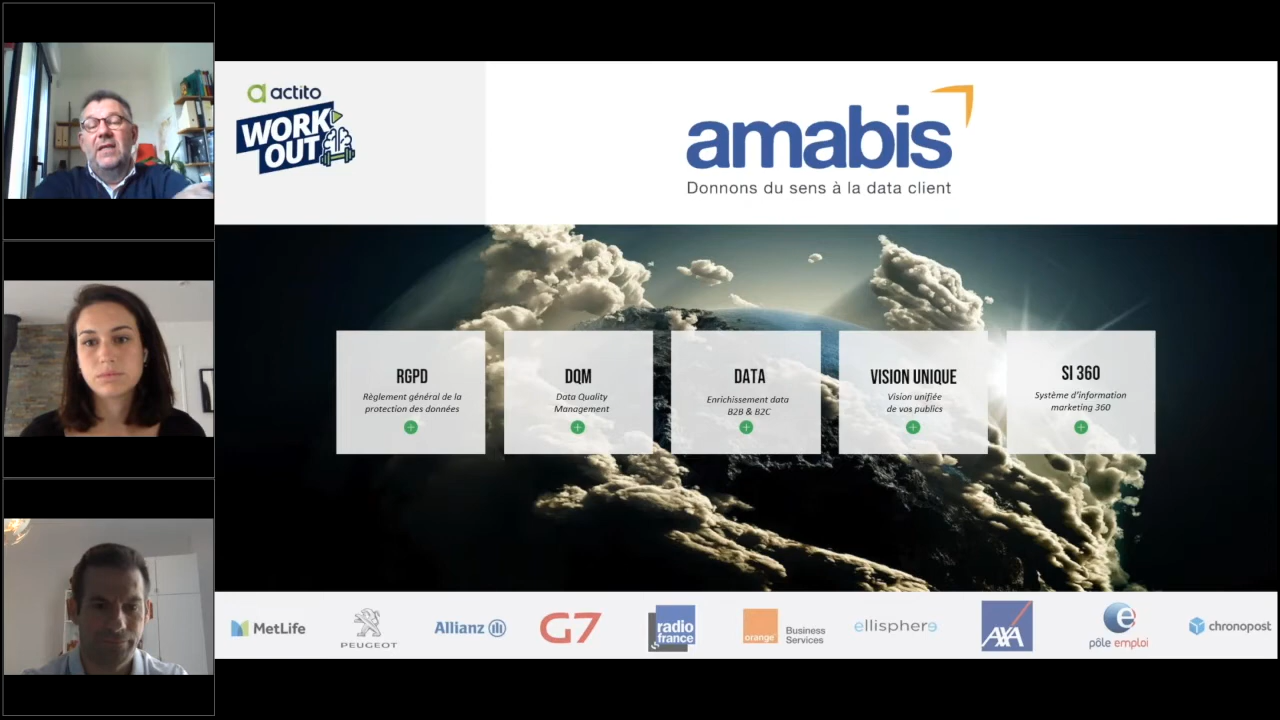 actito
WORK
OUT
amabis
Donnons du sens à la data client
RGPD
Règlement général de la
protection des données
DQM
Data Quality
Management
DATA
Enrichissement data
B2B & B2C
VISION UNIQUE
Vision unifiée
de vos publics
SI 360
Système d'information
marketing 360
MetLife
PEUGEOT
Allianz
G7
radio
france
orange
Business
Services
ellisphere
AXA
pôle emploi
chronopost